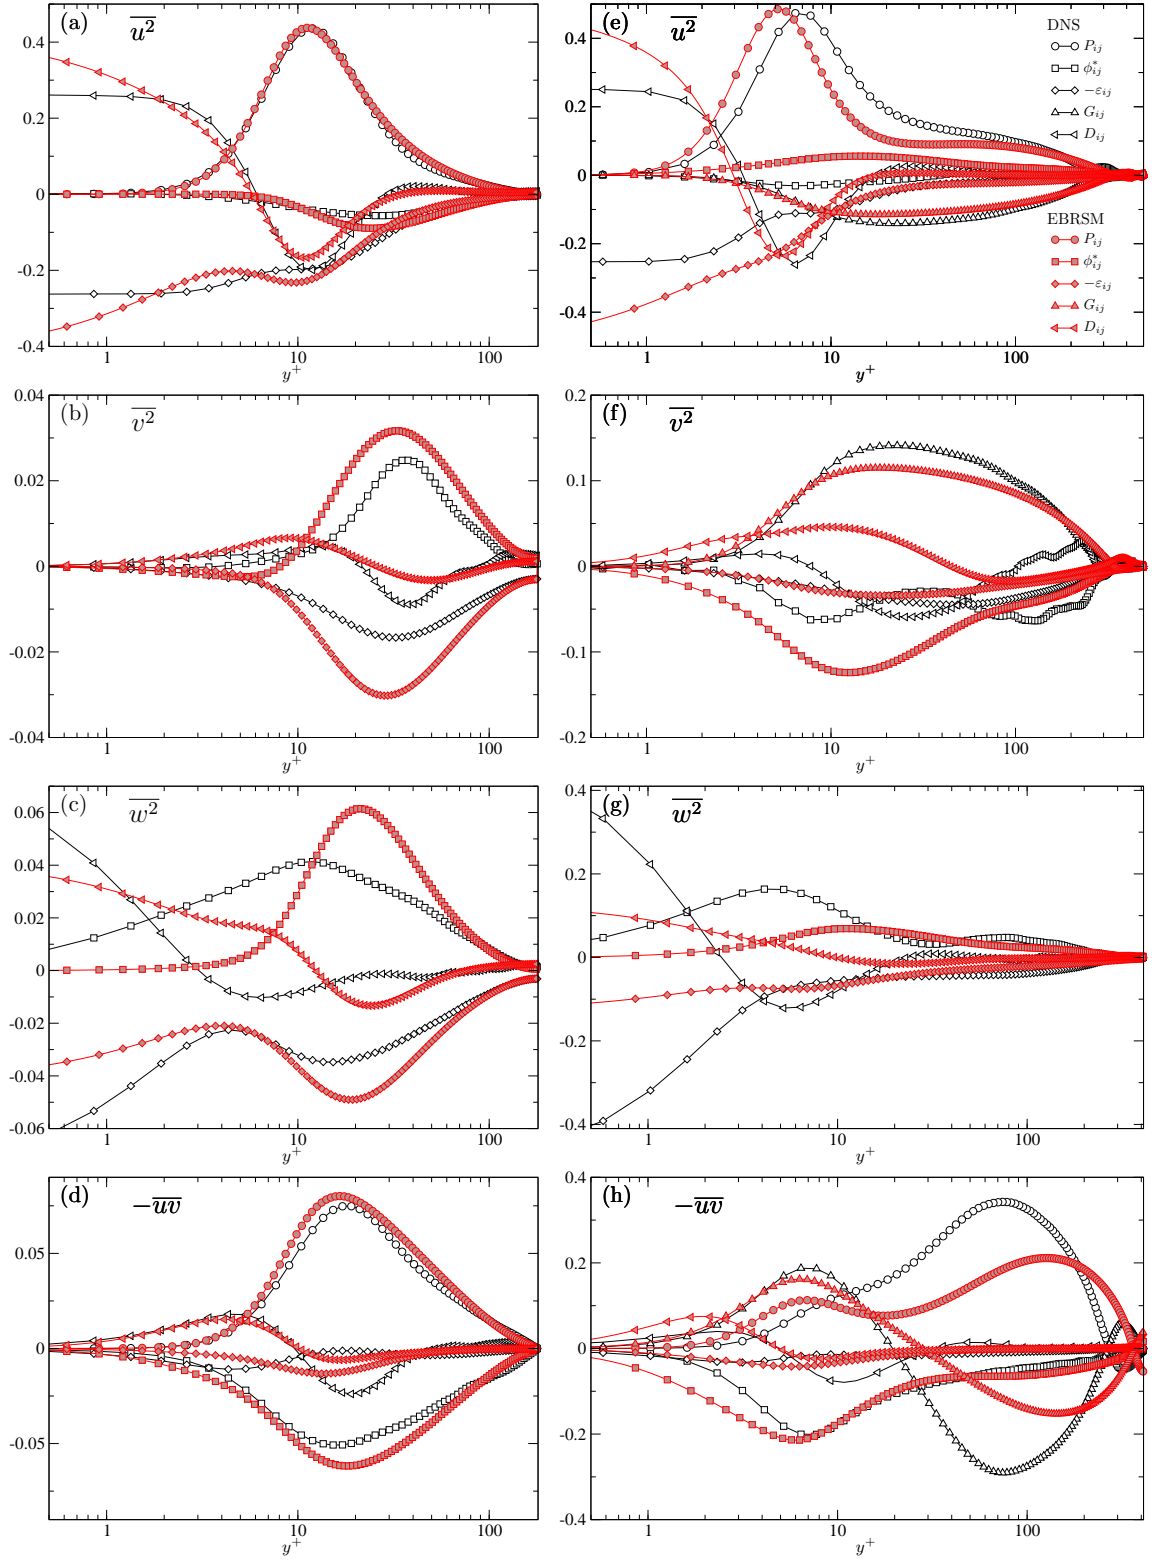 (a) u²
0.4
0.2
0
-0.2
-0.4
1 10 100
y⁺
(e) u²
0.4
0.2
0
-0.2
-0.4
1 10 100
y⁺
DNS
P_ij
ϕ*_ij
−ε_ij
G_ij
D_ij
EBRSM
P_ij
ϕ*_ij
−ε_ij
G_ij
D_ij
(b) v²
0.04
0.02
0
-0.02
-0.04
1 10 100
y⁺
(f) v²
0.2
0.1
0
-0.1
-0.2
1 10 100
y⁺
(c) w²
0.06
0.04
0.02
0
-0.02
-0.04
-0.06
1 10 100
y⁺
(g) w²
0.4
0.2
0
-0.2
-0.4
1 10 100
y⁺
(d) −uv
0.05
0
-0.05
1 10 100
y⁺
(h) −uv
0.4
0.2
0
-0.2
-0.4
1 10 100
y⁺